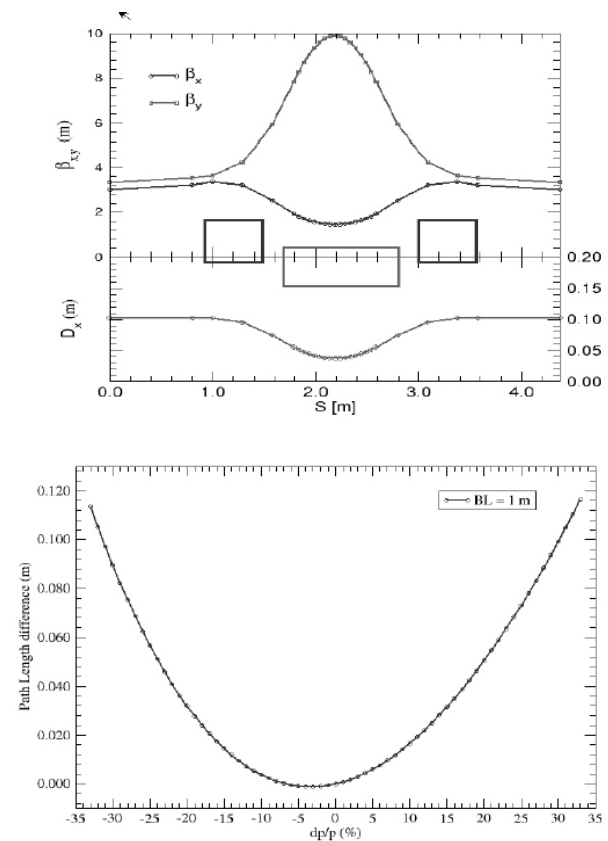 10
8
6
4
2
0
β_xy (m)
β_x
β_y
0.20
0.15
0.10
0.05
0.00
D_x (m)
0.0 1.0 2.0 3.0 4.0
S [m]
0.120
0.100
0.080
0.060
0.040
0.020
0.000
Path Length difference (m)
BL = 1 m
-35 -30 -25 -20 -15 -10 -5 0 5 10 15 20 25 30 35
dp/p (%)